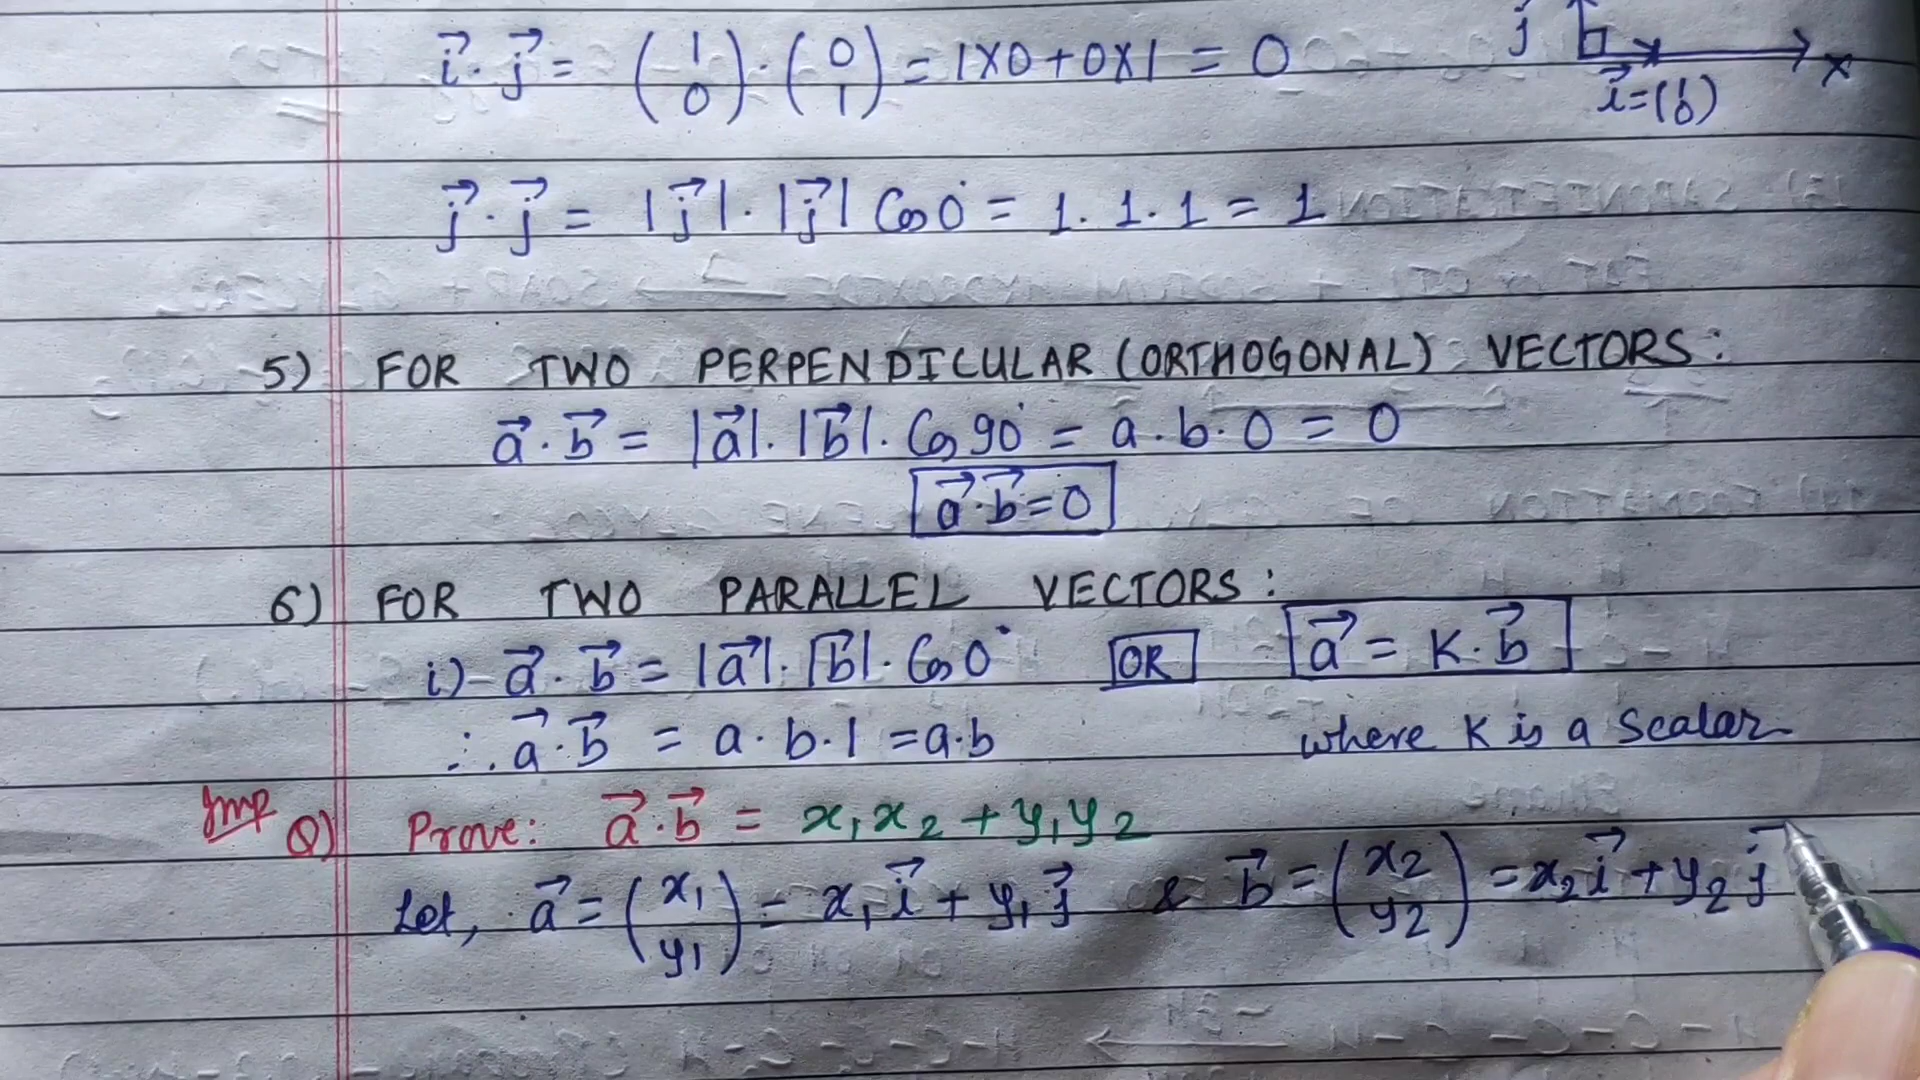 i⃗ · j⃗ = (1 0) · (0 1) = 1×0+0×1 = 0
j
x
i⃗ = (1 0)
j⃗ · j⃗ = |j⃗| · |j⃗| Cos 0° = 1 . 1 . 1 = 1
5) FOR TWO PERPENDICULAR (ORTHOGONAL) VECTORS:
a⃗ · b⃗ = |a⃗| · |b⃗| · Cos 90° = a · b · 0 = 0
a⃗ · b⃗ = 0
6) FOR TWO PARALLEL VECTORS:
i) a⃗ · b⃗ = |a⃗| · |b⃗| · Cos 0° OR a⃗ = K · b⃗
∴ a⃗ · b⃗ = a · b · 1 = a · b where K is a Scalar
Imp Q) Prove: a⃗ · b⃗ = x₁x₂ + y₁y₂
Let, a⃗ = (x₁ y₁) = x₁i⃗ + y₁j⃗ & b⃗ = (x₂ y₂) = x₂i⃗ + y₂j⃗